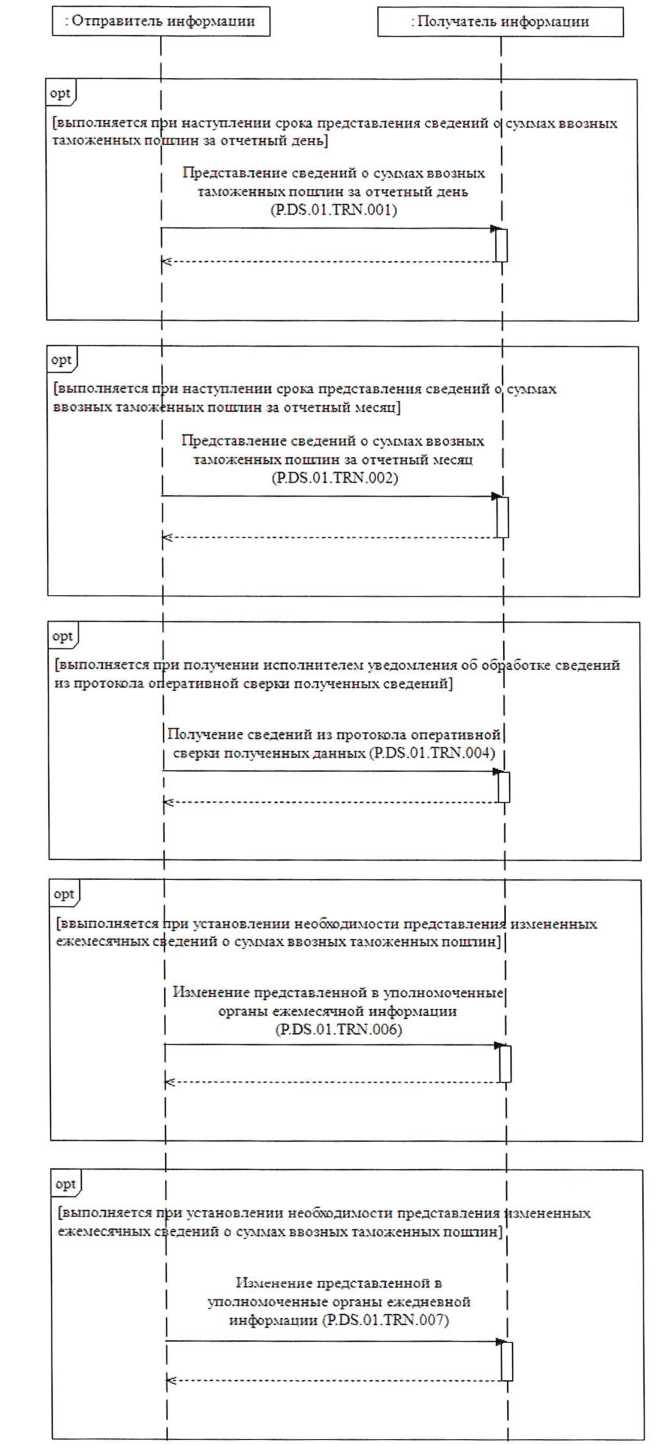 : Отправитель информации
: Получатель информации
opt
[выполняется при наступлении срока представления сведений о суммах ввозных
таможенных пошлин за отчетный день]
Представление сведений о суммах ввозных
таможенных пошлин за отчетный день
(P.DS.01.TRN.001)
opt
[выполняется при наступлении срока представления сведений о суммах
ввозных таможенных пошлин за отчетный месяц]
Представление сведений о суммах ввозных
таможенных пошлин за отчетный месяц
(P.DS.01.TRN.002)
opt
[выполняется при получении исполнителем уведомления об обработке сведений
из протокола оперативной сверки полученных сведений]
Получение сведений из протокола оперативной
сверки полученных данных (P.DS.01.TRN.004)
opt
[ввыполняется при установлении необходимости представления измененных
ежемесячных сведений о суммах ввозных таможенных пошлин]
Изменение представленной в уполномоченные
органы ежемесячной информации
(P.DS.01.TRN.006)
opt
[выполняется при установлении необходимости представления измененных
ежемесячных сведений о суммах ввозных таможенных пошлин]
Изменение представленной в
уполномоченные органы ежедневной
информации (P.DS.01.TRN.007)